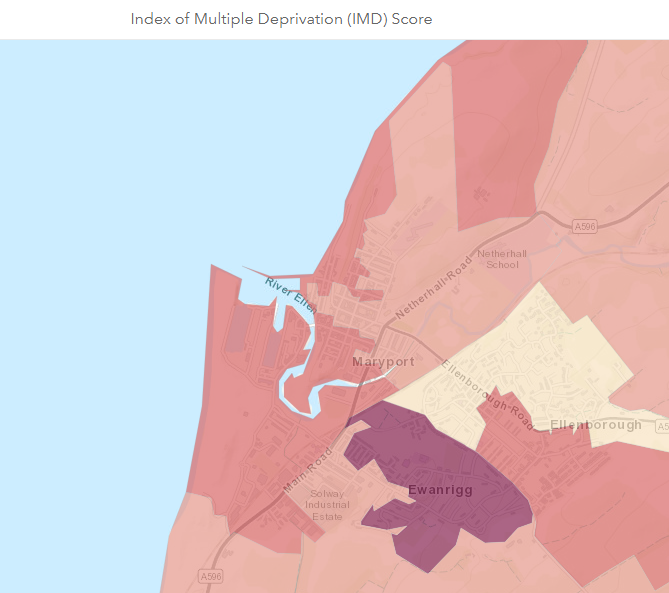 Index of Multiple Deprivation (IMD) Score
A596
Netherhall
School
River Ellen
Netherhall-Road
Maryport
Ellenborough-Road
Ellenborough
A5
Main Road
Ewanrigg
Solway
Industrial
Estate
A596